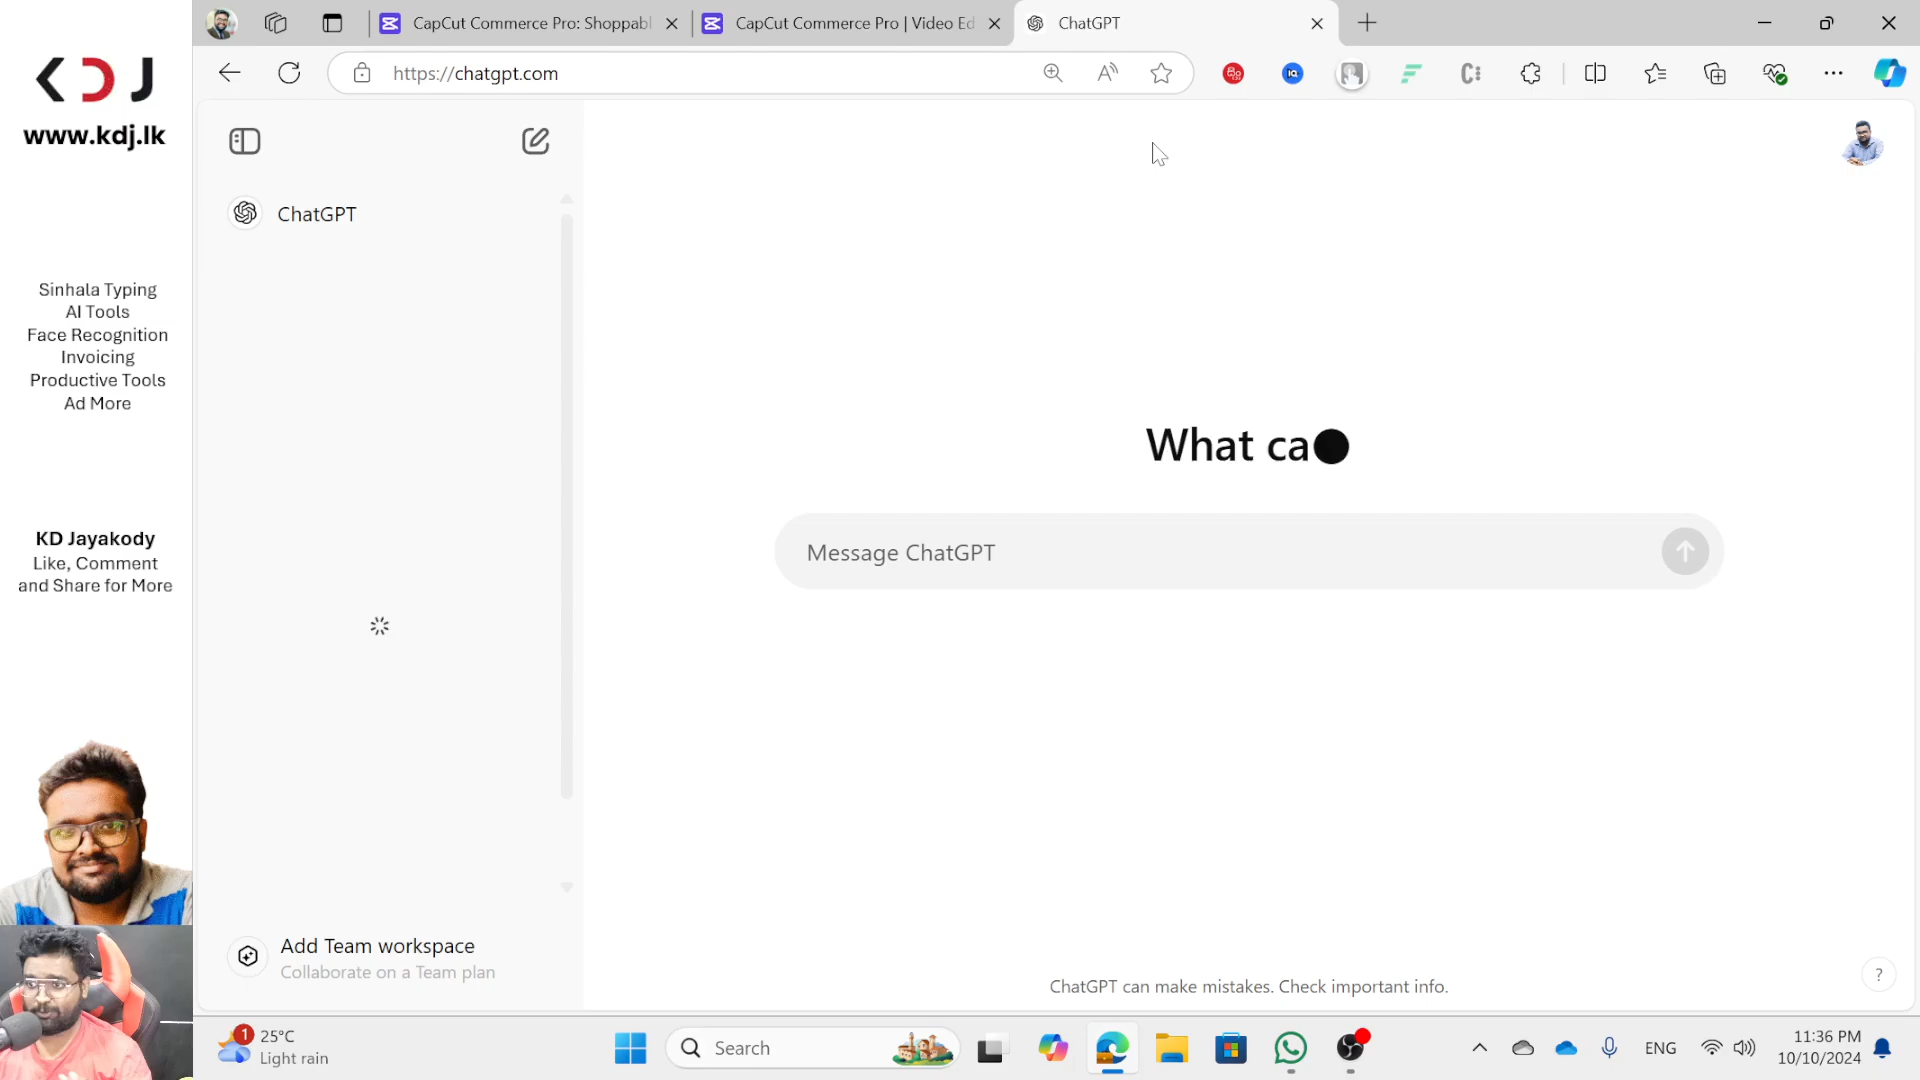 CapCut Commerce Pro: Shoppabl
CapCut Commerce Pro | Video Ed
ChatGPT
https://chatgpt.com
KDJ
www.kdj.lk
Sinhala Typing
AI Tools
Face Recognition
Invoicing
Productive Tools
Ad More
KD Jayakody
Like, Comment
and Share for More
ChatGPT
What ca
Message ChatGPT
Add Team workspace
Collaborate on a Team plan
ChatGPT can make mistakes. Check important info.
?
1
25°C
Light rain
Search
ENG
11:36 PM
10/10/2024